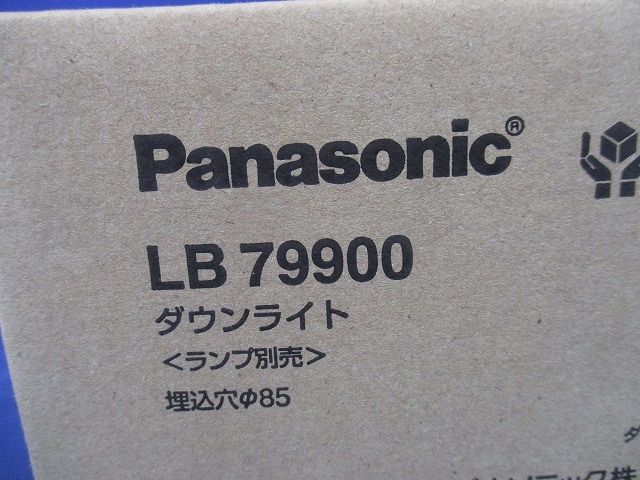 Panasonic®
LB 79900
ダウンライト
<ランプ別売>
埋込穴φ85
ダ